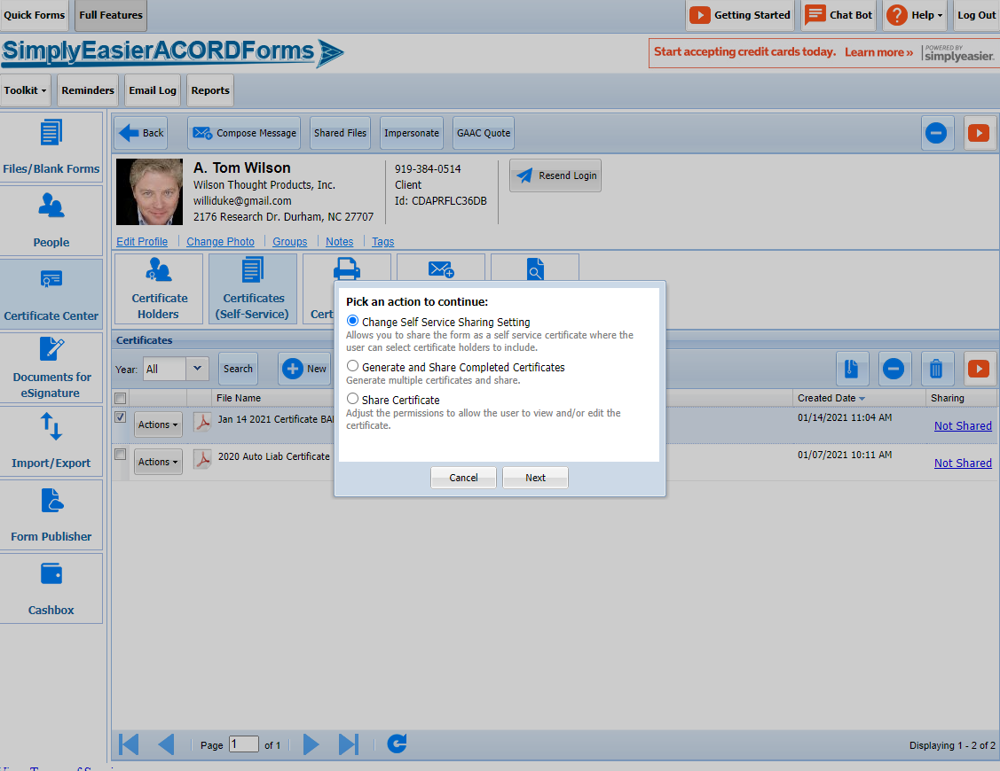 Quick Forms
Full Features
Getting Started
Chat Bot
Help
Log Out
SimplyEasierACORDForms
Start accepting credit cards today. Learn more »
POWERED BY
simplyeasier.
Toolkit
Reminders
Email Log
Reports
Files/Blank Forms
People
Certificate Center
Documents for
eSignature
Import/Export
Form Publisher
Cashbox
Back
Compose Message
Shared Files
Impersonate
GAAC Quote
A. Tom Wilson
Wilson Thought Products, Inc.
williduke@gmail.com
2176 Research Dr. Durham, NC 27707
919-384-0514
Client
Id: CDAPRFLC36DB
Resend Login
Edit Profile
Change Photo
Groups
Notes
Tags
Certificate
Holders
Certificates
(Self-Service)
Cert
Certificates
Year:
All
Search
New
File Name
Created Date
Sharing
Actions
Jan 14 2021 Certificate
01/14/2021 11:04 AM
Not Shared
Actions
2020 Auto Liab Certificate
01/07/2021 10:11 AM
Not Shared
Pick an action to continue:
Change Self Service Sharing Setting
Allows you to share the form as a self service certificate where the
user can select certificate holders to include.
Generate and Share Completed Certificates
Generate multiple certificates and share.
Share Certificate
Adjust the permissions to allow the user to view and/or edit the
certificate.
Cancel
Next
Page 1 of 1
Displaying 1 - 2 of 2